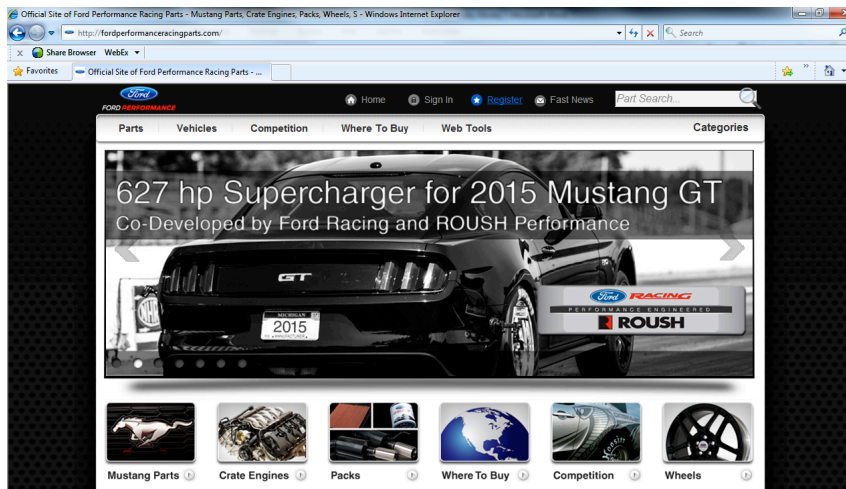 Official Site of Ford Performance Racing Parts - Mustang Parts, Crate Engines, Packs, Wheels, S - Windows Internet Explorer
http://fordperformanceracingparts.com/
Search
x Share Browser WebEx
Favorites Official Site of Ford Performance Racing Parts - ...
Ford
FORD PERFORMANCE
Home Sign In Register Fast News Part Search...
Parts Vehicles Competition Where To Buy Web Tools Categories
627 hp Supercharger for 2015 Mustang GT
Co-Developed by Ford Racing and ROUSH Performance
GT
Ford RACING
PERFORMANCE ENGINEERED
ROUSH
MICHIGAN
2015
MANUFACTURER
Hoosier
Mustang Parts Crate Engines Packs Where To Buy Competition Wheels